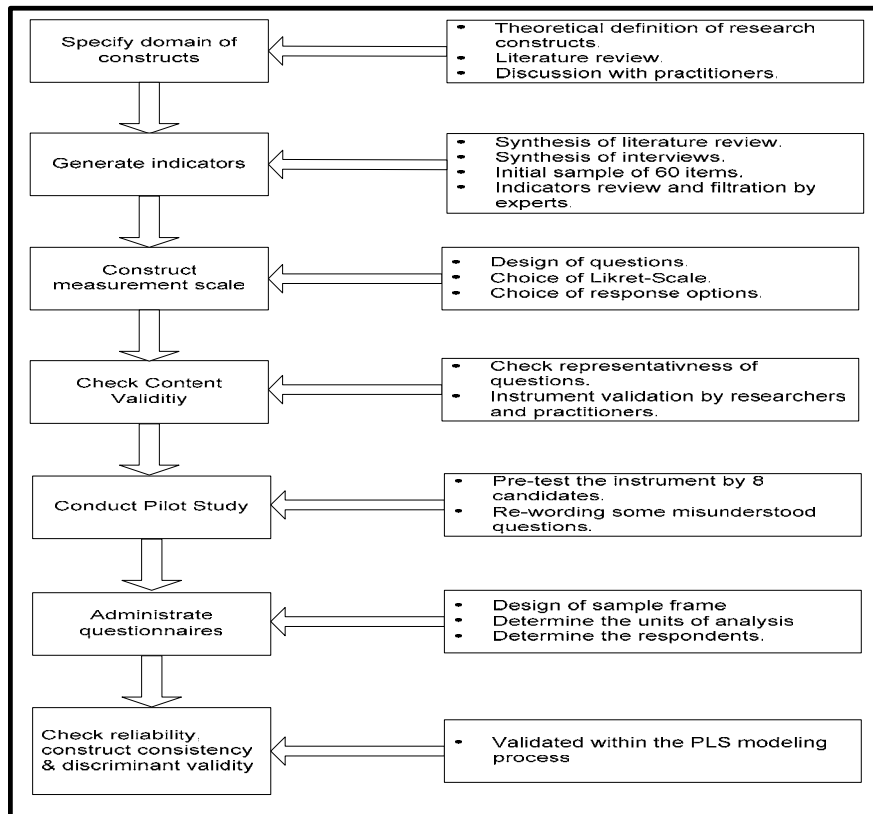 Specify domain of
constructs
• Theoretical definition of research
constructs.
• Literature review.
• Discussion with practitioners.
Generate indicators
• Synthesis of literature review.
• Synthesis of interviews.
• Initial sample of 60 items.
• Indicators review and filtration by
experts.
Construct
measurement scale
• Design of questions.
• Choice of Likret-Scale.
• Choice of response options.
Check Content
Validitiy
• Check representativness of
questions.
• Instrument validation by researchers
and practitioners.
Conduct Pilot Study
• Pre-test the instrument by 8
candidates.
• Re-wording some misunderstood
questions.
Administrate
questionnaires
• Design of sample frame
• Determine the units of analysis
• Determine the respondents.
Check reliability,
construct consistency
& discriminant validity
• Validated within the PLS modeling
process